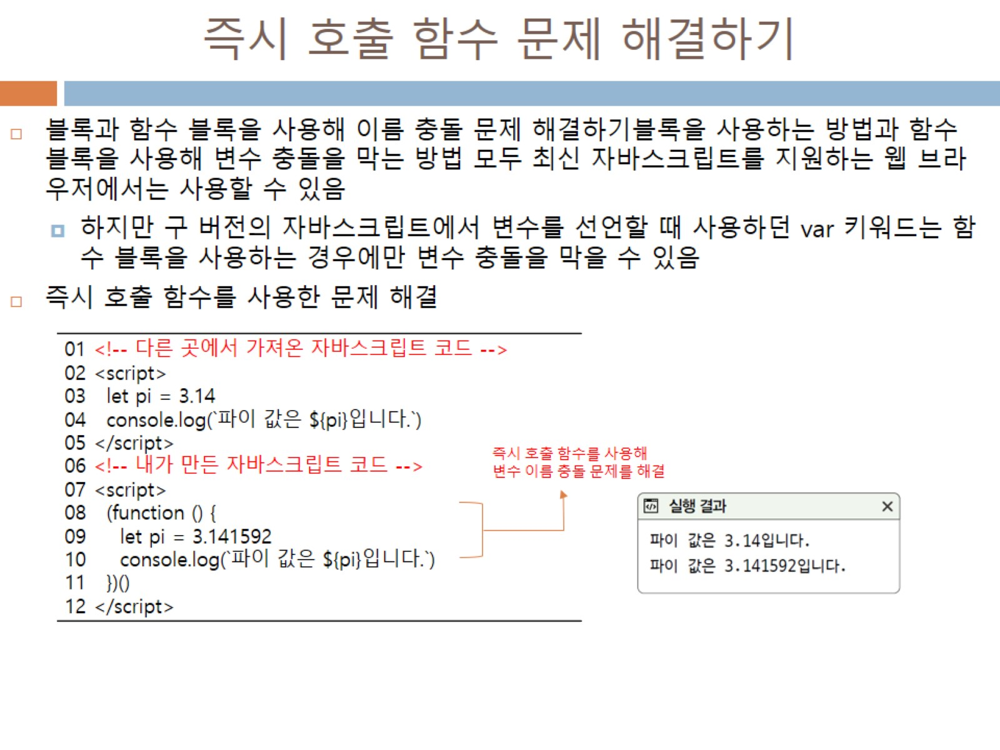 즉시 호출 함수 문제 해결하기
블록과 함수 블록을 사용해 이름 충돌 문제 해결하기블록을 사용하는 방법과 함수
블록을 사용해 변수 충돌을 막는 방법 모두 최신 자바스크립트를 지원하는 웹 브라
우저에서는 사용할 수 있음
하지만 구 버전의 자바스크립트에서 변수를 선언할 때 사용하던 var 키워드는 함
수 블록을 사용하는 경우에만 변수 충돌을 막을 수 있음
즉시 호출 함수를 사용한 문제 해결
01 <!-- 다른 곳에서 가져온 자바스크립트 코드 -->
02 <script>
03 let pi = 3.14
04 console.log(`파이 값은 ${pi}입니다.`)
05 </script>
06 <!-- 내가 만든 자바스크립트 코드 -->
07 <script>
08 (function () {
09 let pi = 3.141592
10 console.log(`파이 값은 ${pi}입니다.`)
11 })()
12 </script>
즉시 호출 함수를 사용해
변수 이름 충돌 문제를 해결
실행 결과
파이 값은 3.14입니다.
파이 값은 3.141592입니다.